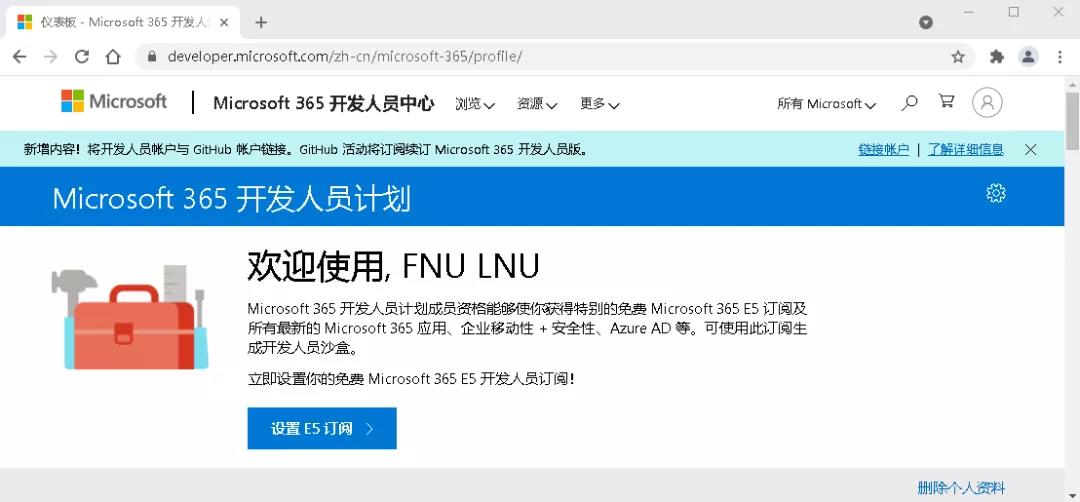 仪表板 - Microsoft 365 开发人
developer.microsoft.com/zh-cn/microsoft-365/profile/
Microsoft Microsoft 365 开发人员中心 浏览 资源 更多 所有 Microsoft
新增内容！将开发人员帐户与 GitHub 帐户链接。GitHub 活动将订阅续订 Microsoft 365 开发人员版。 链接帐户 | 了解详细信息
Microsoft 365 开发人员计划
欢迎使用, FNU LNU
Microsoft 365 开发人员计划成员资格能够使你获得特别的免费 Microsoft 365 E5 订阅及
所有最新的 Microsoft 365 应用、企业移动性 + 安全性、Azure AD 等。可使用此订阅生
成开发人员沙盒。
立即设置你的免费 Microsoft 365 E5 开发人员订阅！
设置 E5 订阅
删除个人资料